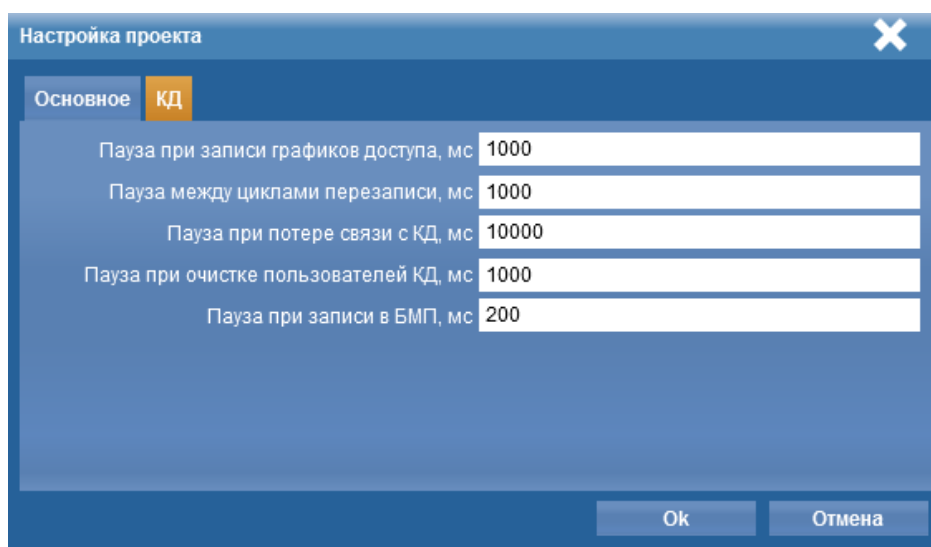 Настройка проекта
Основное КД
Пауза при записи графиков доступа, мс 1000
Пауза между циклами перезаписи, мс 1000
Пауза при потере связи с КД, мс 10000
Пауза при очистке пользователей КД, мс 1000
Пауза при записи в БМП, мс 200
Ok Отмена